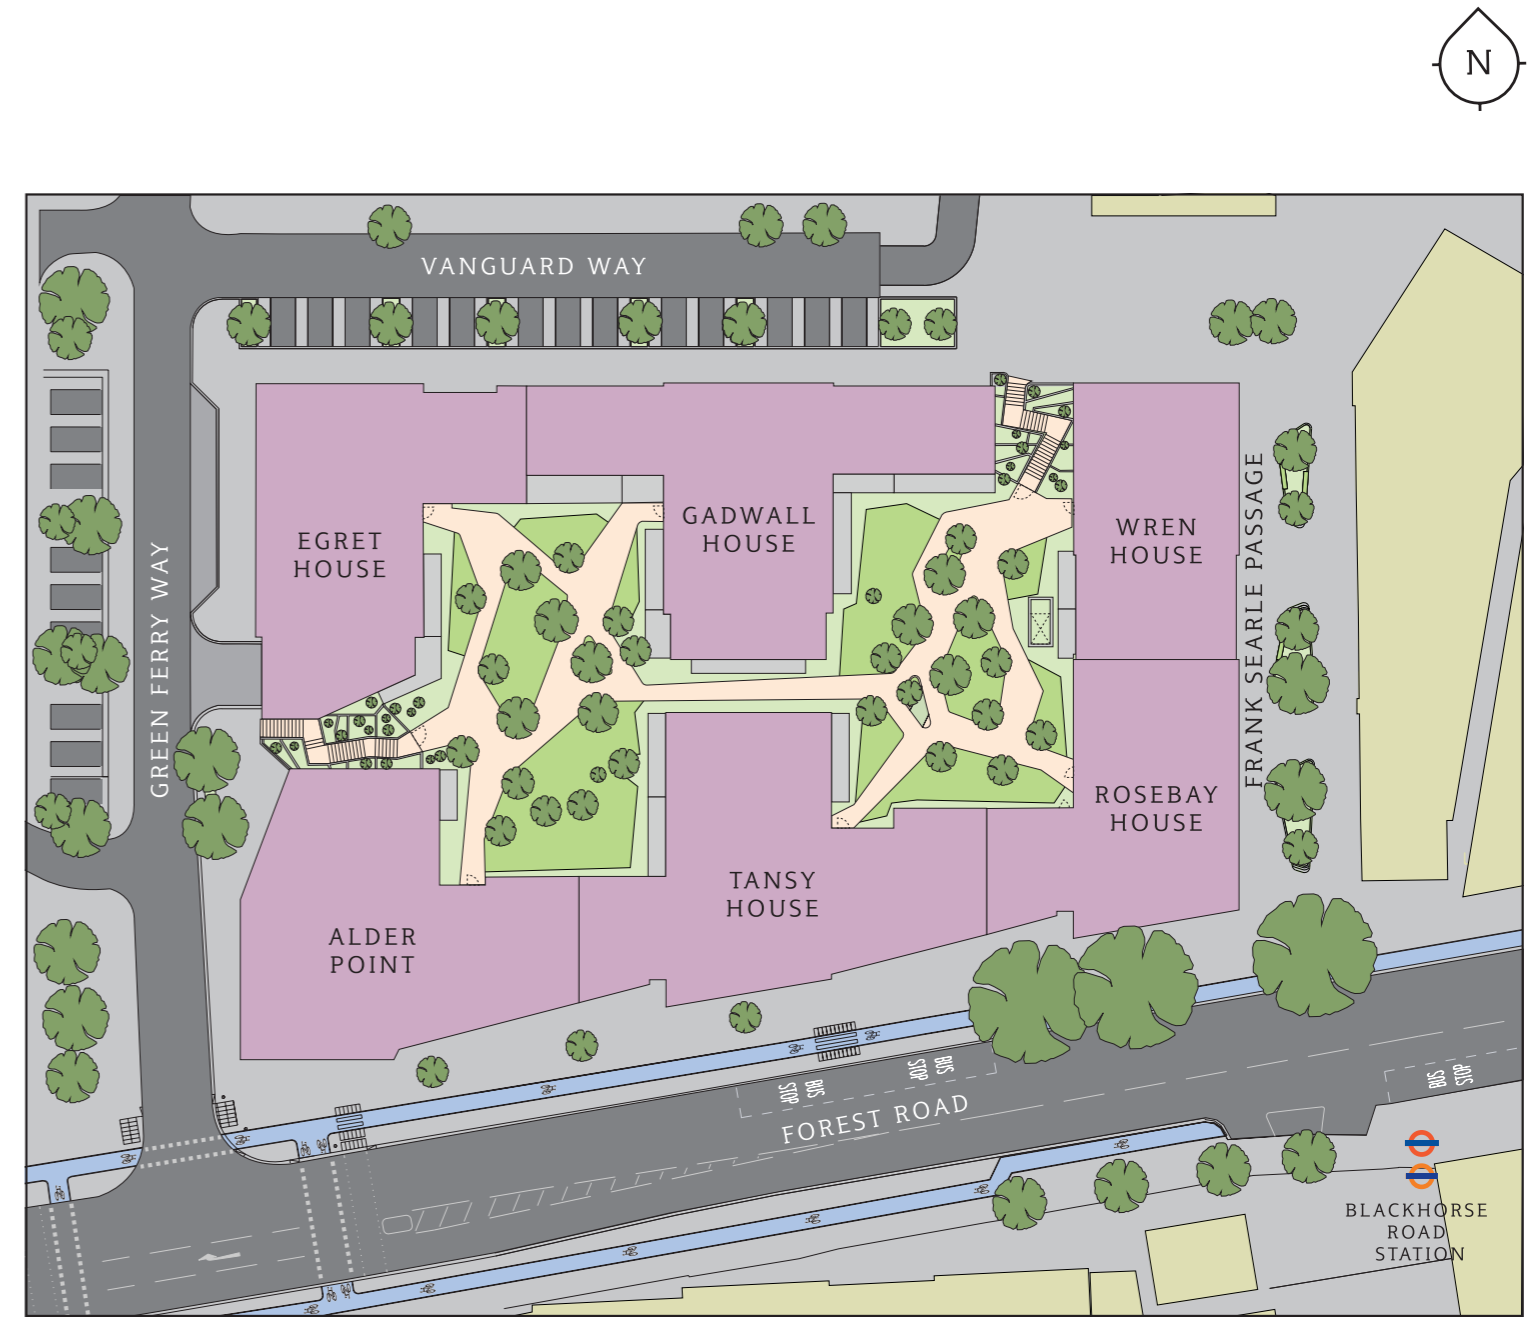 N
VANGUARD WAY
EGRET
HOUSE
GADWALL
HOUSE
WREN
HOUSE
GREEN FERRY WAY
FRANK SEARLE PASSAGE
ROSEBAY
HOUSE
TANSY
HOUSE
ALDER
POINT
BUS
STOP
BUS
STOP
BUS
STOP
FOREST ROAD
BLACKHORSE
ROAD
STATION